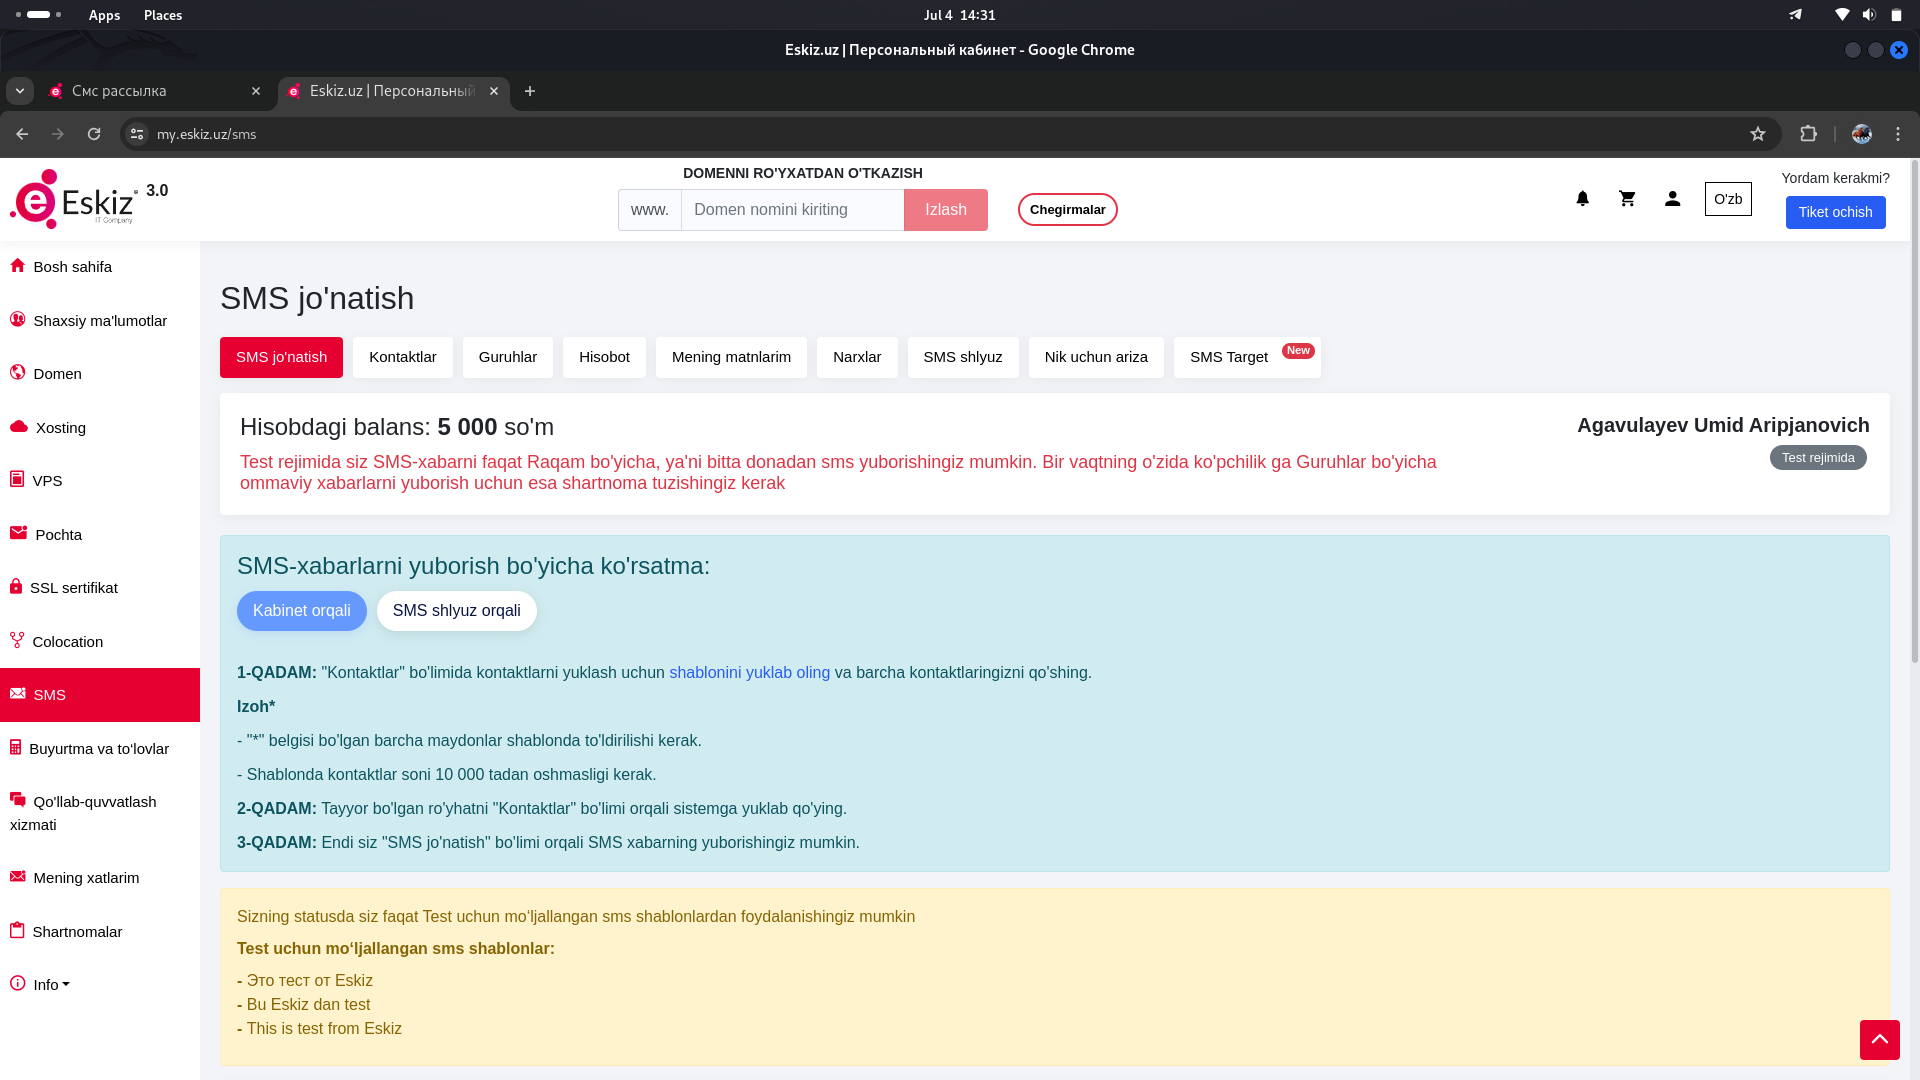 Apps Places Jul 4 14:31
Eskiz.uz | Персональный кабинет - Google Chrome
Смс рассылка Eskiz.uz | Персональный
my.eskiz.uz/sms
Eskiz 3.0
IT Company
DOMENNI RO'YXATDAN O'TKAZISH
www. Domen nomini kiriting Izlash
Chegirmalar
O'zb
Yordam kerakmi?
Tiket ochish
Bosh sahifa
Shaxsiy ma'lumotlar
Domen
Xosting
VPS
Pochta
SSL sertifikat
Colocation
SMS
Buyurtma va to'lovlar
Qo'llab-quvvatlash
xizmati
Mening xatlarim
Shartnomalar
Info
SMS jo'natish
SMS jo'natish Kontaktlar Guruhlar Hisobot Mening matnlarim Narxlar SMS shlyuz Nik uchun ariza SMS Target New
Hisobdagi balans: 5 000 so'm
Agavulayev Umid Aripjanovich
Test rejimida
Test rejimida siz SMS-xabarni faqat Raqam bo'yicha, ya'ni bitta donadan sms yuborishingiz mumkin. Bir vaqtning o'zida ko'pchilik ga Guruhlar bo'yicha
ommaviy xabarlarni yuborish uchun esa shartnoma tuzishingiz kerak
SMS-xabarlarni yuborish bo'yicha ko'rsatma:
Kabinet orqali SMS shlyuz orqali
1-QADAM: "Kontaktlar" bo'limida kontaktlarni yuklash uchun shablonini yuklab oling va barcha kontaktlaringizni qo'shing.
Izoh*
- "*" belgisi bo'lgan barcha maydonlar shablonda to'ldirilishi kerak.
- Shablonda kontaktlar soni 10 000 tadan oshmasligi kerak.
2-QADAM: Tayyor bo'lgan ro'yhatni "Kontaktlar" bo'limi orqali sistemga yuklab qo'ying.
3-QADAM: Endi siz "SMS jo'natish" bo'limi orqali SMS xabarning yuborishingiz mumkin.
Sizning statusda siz faqat Test uchun mo‘ljallangan sms shablonlardan foydalanishingiz mumkin
Test uchun mo‘ljallangan sms shablonlar:
- Это тест от Eskiz
- Bu Eskiz dan test
- This is test from Eskiz